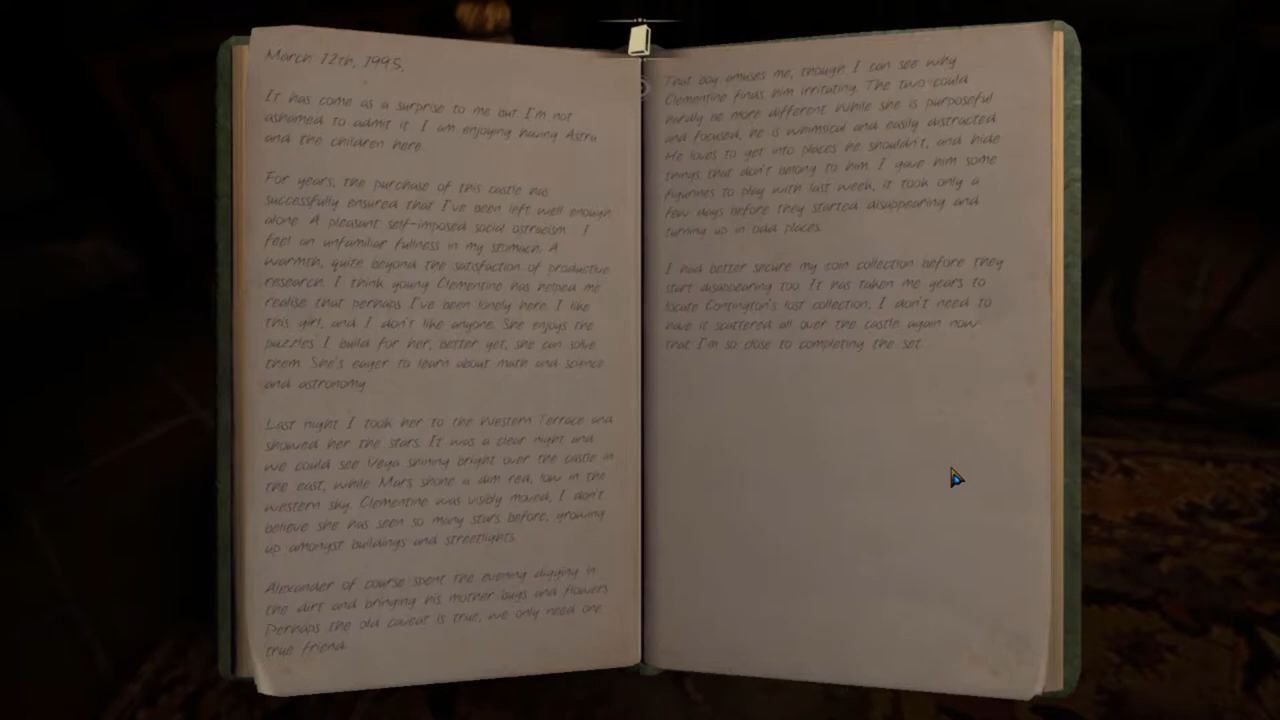 March 12th, 1995,
It has come as a surprise to me but I'm not
ashamed to admit it. I am enjoying having Astra
and the children here.
For years, the purchase of this castle has
successfully ensured that I've been left well enough
alone. A pleasant self-imposed social ostracism. I
feel an unfamiliar fullness in my stomach. A
warmth, quite beyond the satisfaction of productive
research. I think young Clementine has helped me
realise that perhaps I've been lonely here. I like
this girl, and I don't like anyone. She enjoys the
puzzles I build for her, better yet, she can solve
them. She's eager to learn about math and science
and astronomy.
Last night I took her to the Western Terrace and
showed her the stars. It was a clear night and
we could see Vega shining bright over the castle in
the east, while Mars shone a dim red, low in the
western sky. Clementine was visibly moved, I don't
believe she has seen so many stars before, growing
up amongst buildings and streetlights.
Alexander of course spent the evening digging in
the dirt and bringing his mother bugs and flowers.
Perhaps the old caveat is true, we only need one
true friend.
That boy amuses me, though I can see why
Clementine finds him irritating. The two could
hardly be more different. While she is purposeful
and focused, he is whimsical and easily distracted.
He loves to get into places he shouldn't, and hide
things that don't belong to him. I gave him some
figurines to play with last week, it took only a
few days before they started disappearing and
turning up in odd places.
I had better secure my coin collection before they
start disappearing too. It has taken me years to
locate Contington's lost collection, I don't need to
have it scattered all over the castle again now
that I'm so close to completing the set.